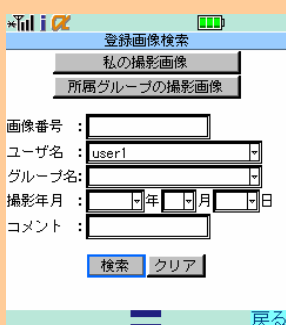 i α
登録画像検索
私の撮影画像
所属グループの撮影画像
画像番号 :
ユーザ名 : user1
グループ名:
撮影年月 : 年 月 日
コメント :
検索 クリア
戻る